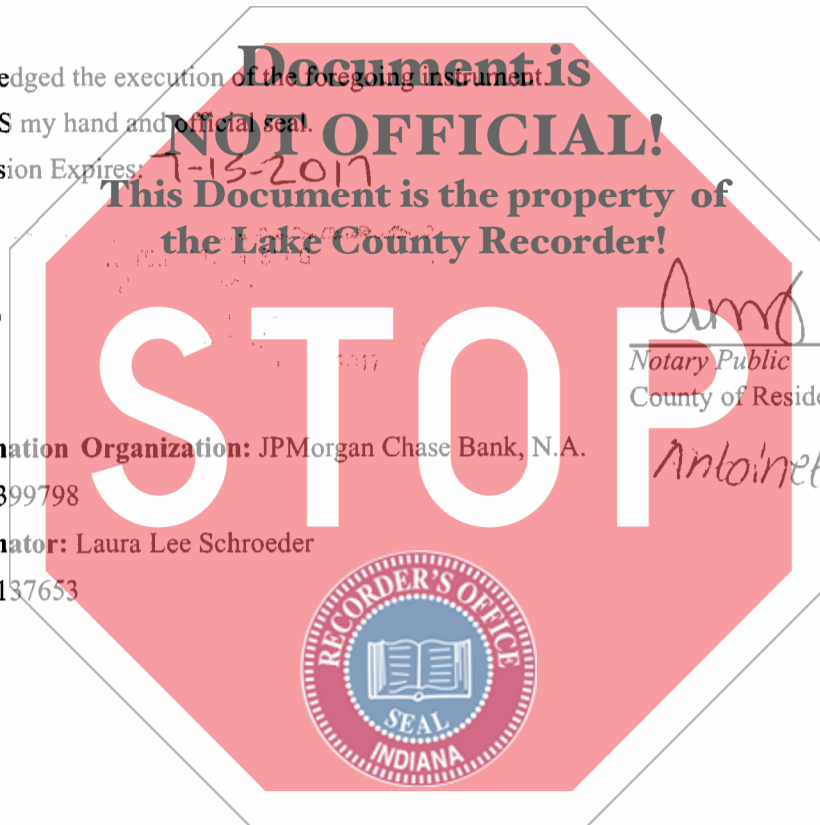 Document is
edged the execution of the foregoing instrument.
NOT OFFICIAL!
S my hand and official seal.
sion Expires: 7-15-2017
This Document is the property of
the Lake County Recorder!
STOP
Notary Public
County of Reside
nation Organization: JPMorgan Chase Bank, N.A.
Antoinet
399798
nator: Laura Lee Schroeder
137653
RECORDER'S OFFICE
SEAL
INDIANA